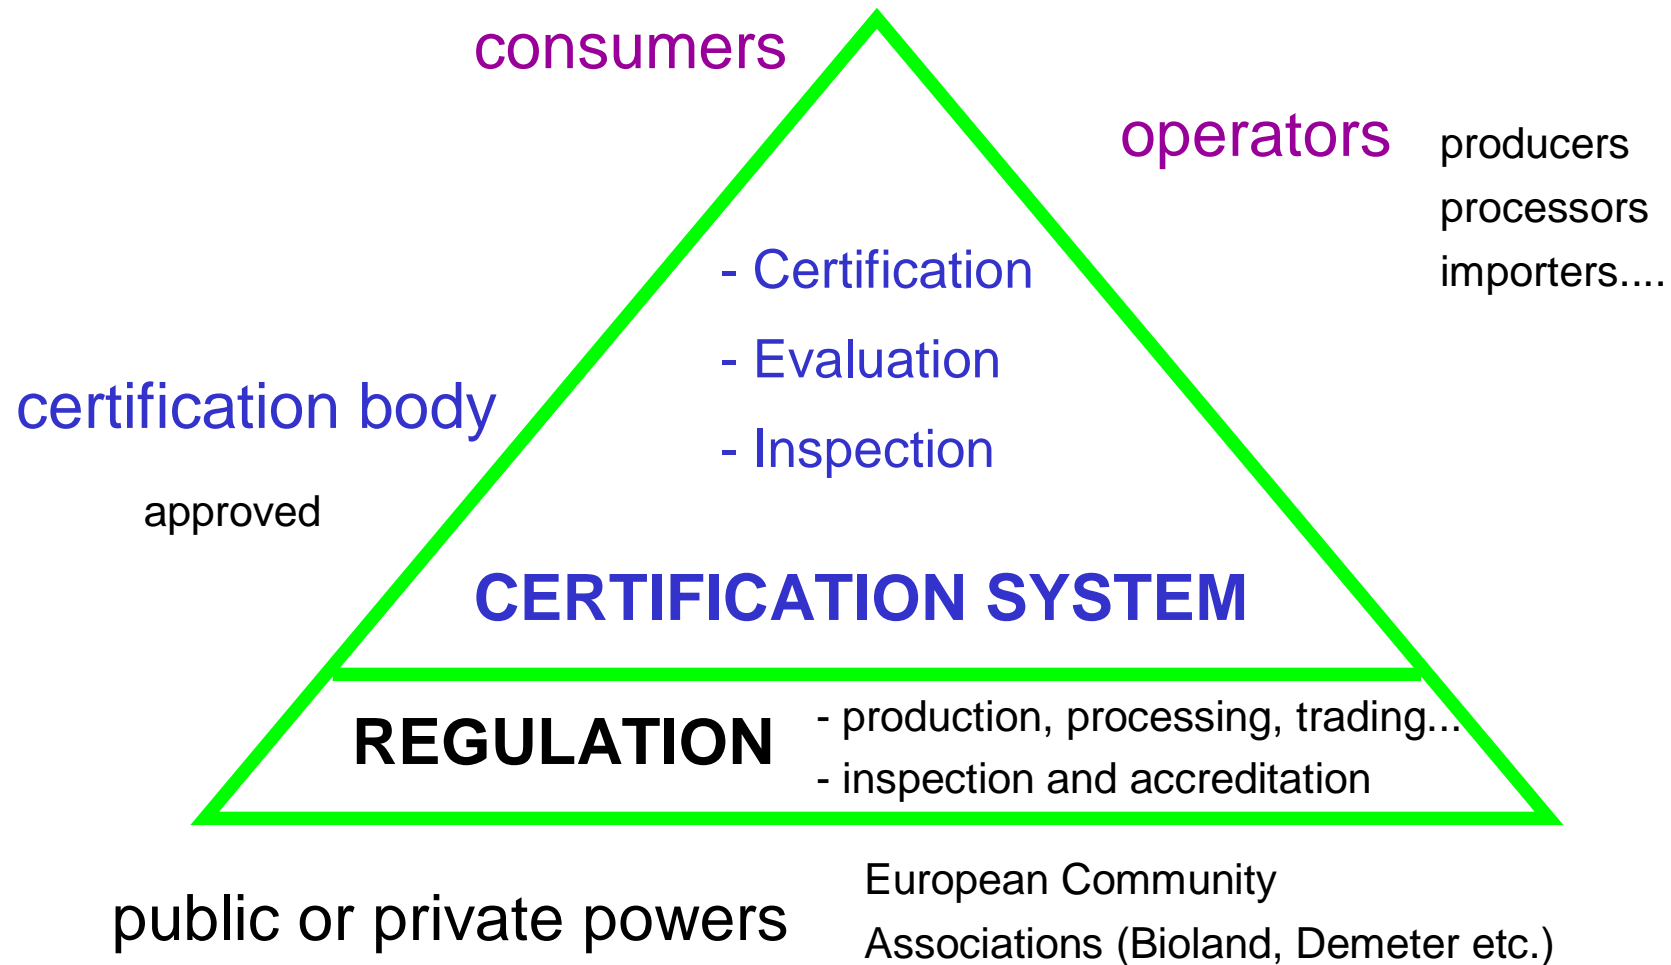 consumers
operators
producers
processors
importers....
- Certification
- Evaluation
- Inspection
certification body
approved
CERTIFICATION SYSTEM
REGULATION
- production, processing, trading...
- inspection and accreditation
public or private powers
European Community
Associations (Bioland, Demeter etc.)